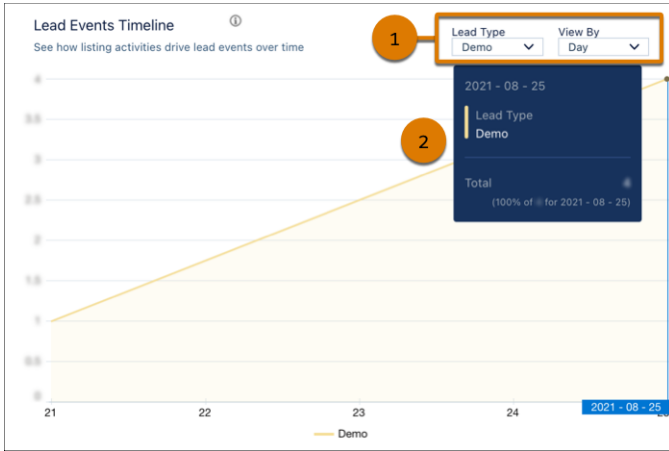 Lead Events Timeline
See how listing activities drive lead events over time
1
Lead Type
View By
Demo
Day
2021 - 08 - 25
Lead Type
Demo
2
Total 4
(100% of for 2021 - 08 - 25)
4
3.5
3
2.5
2
1.5
1
0.5
0
21
22
23
24
2021 - 08 - 25
Demo